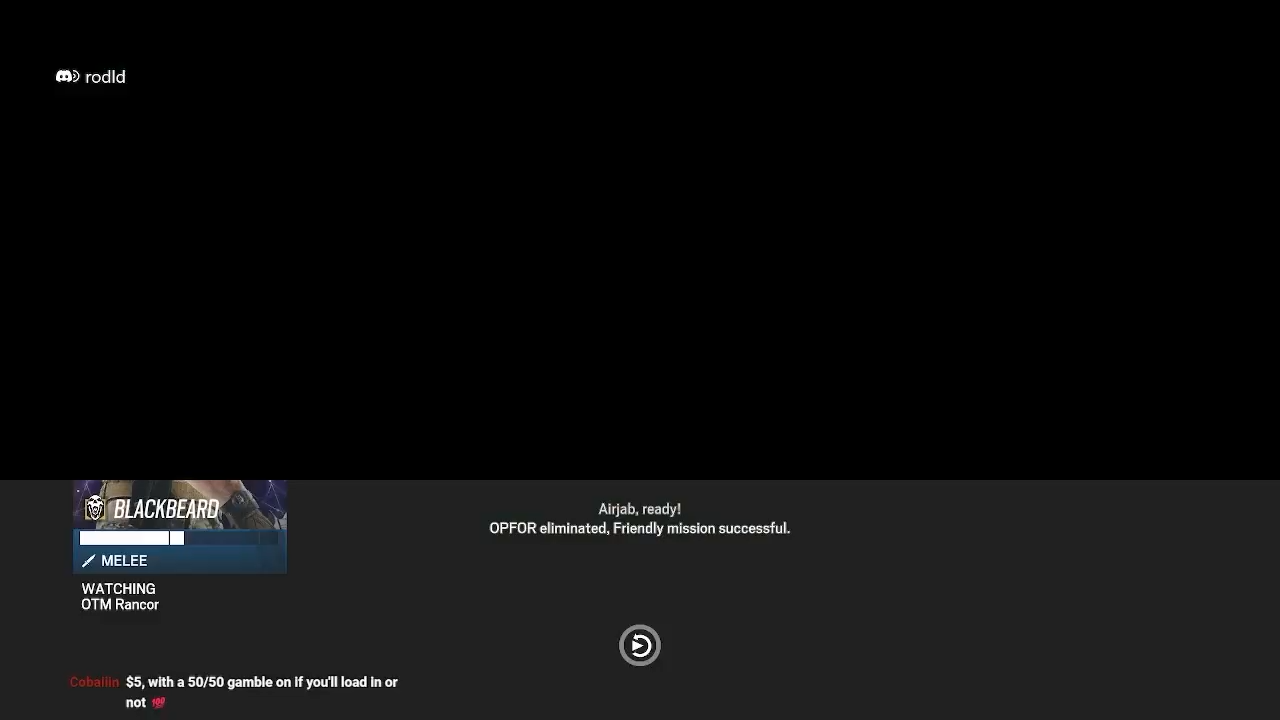 rodld
BLACKBEARD
MELEE
WATCHING
OTM Rancor
Airjab, ready!
OPFOR eliminated, Friendly mission successful.
Cobailin $5, with a 50/50 gamble on if you'll load in or
not 💯